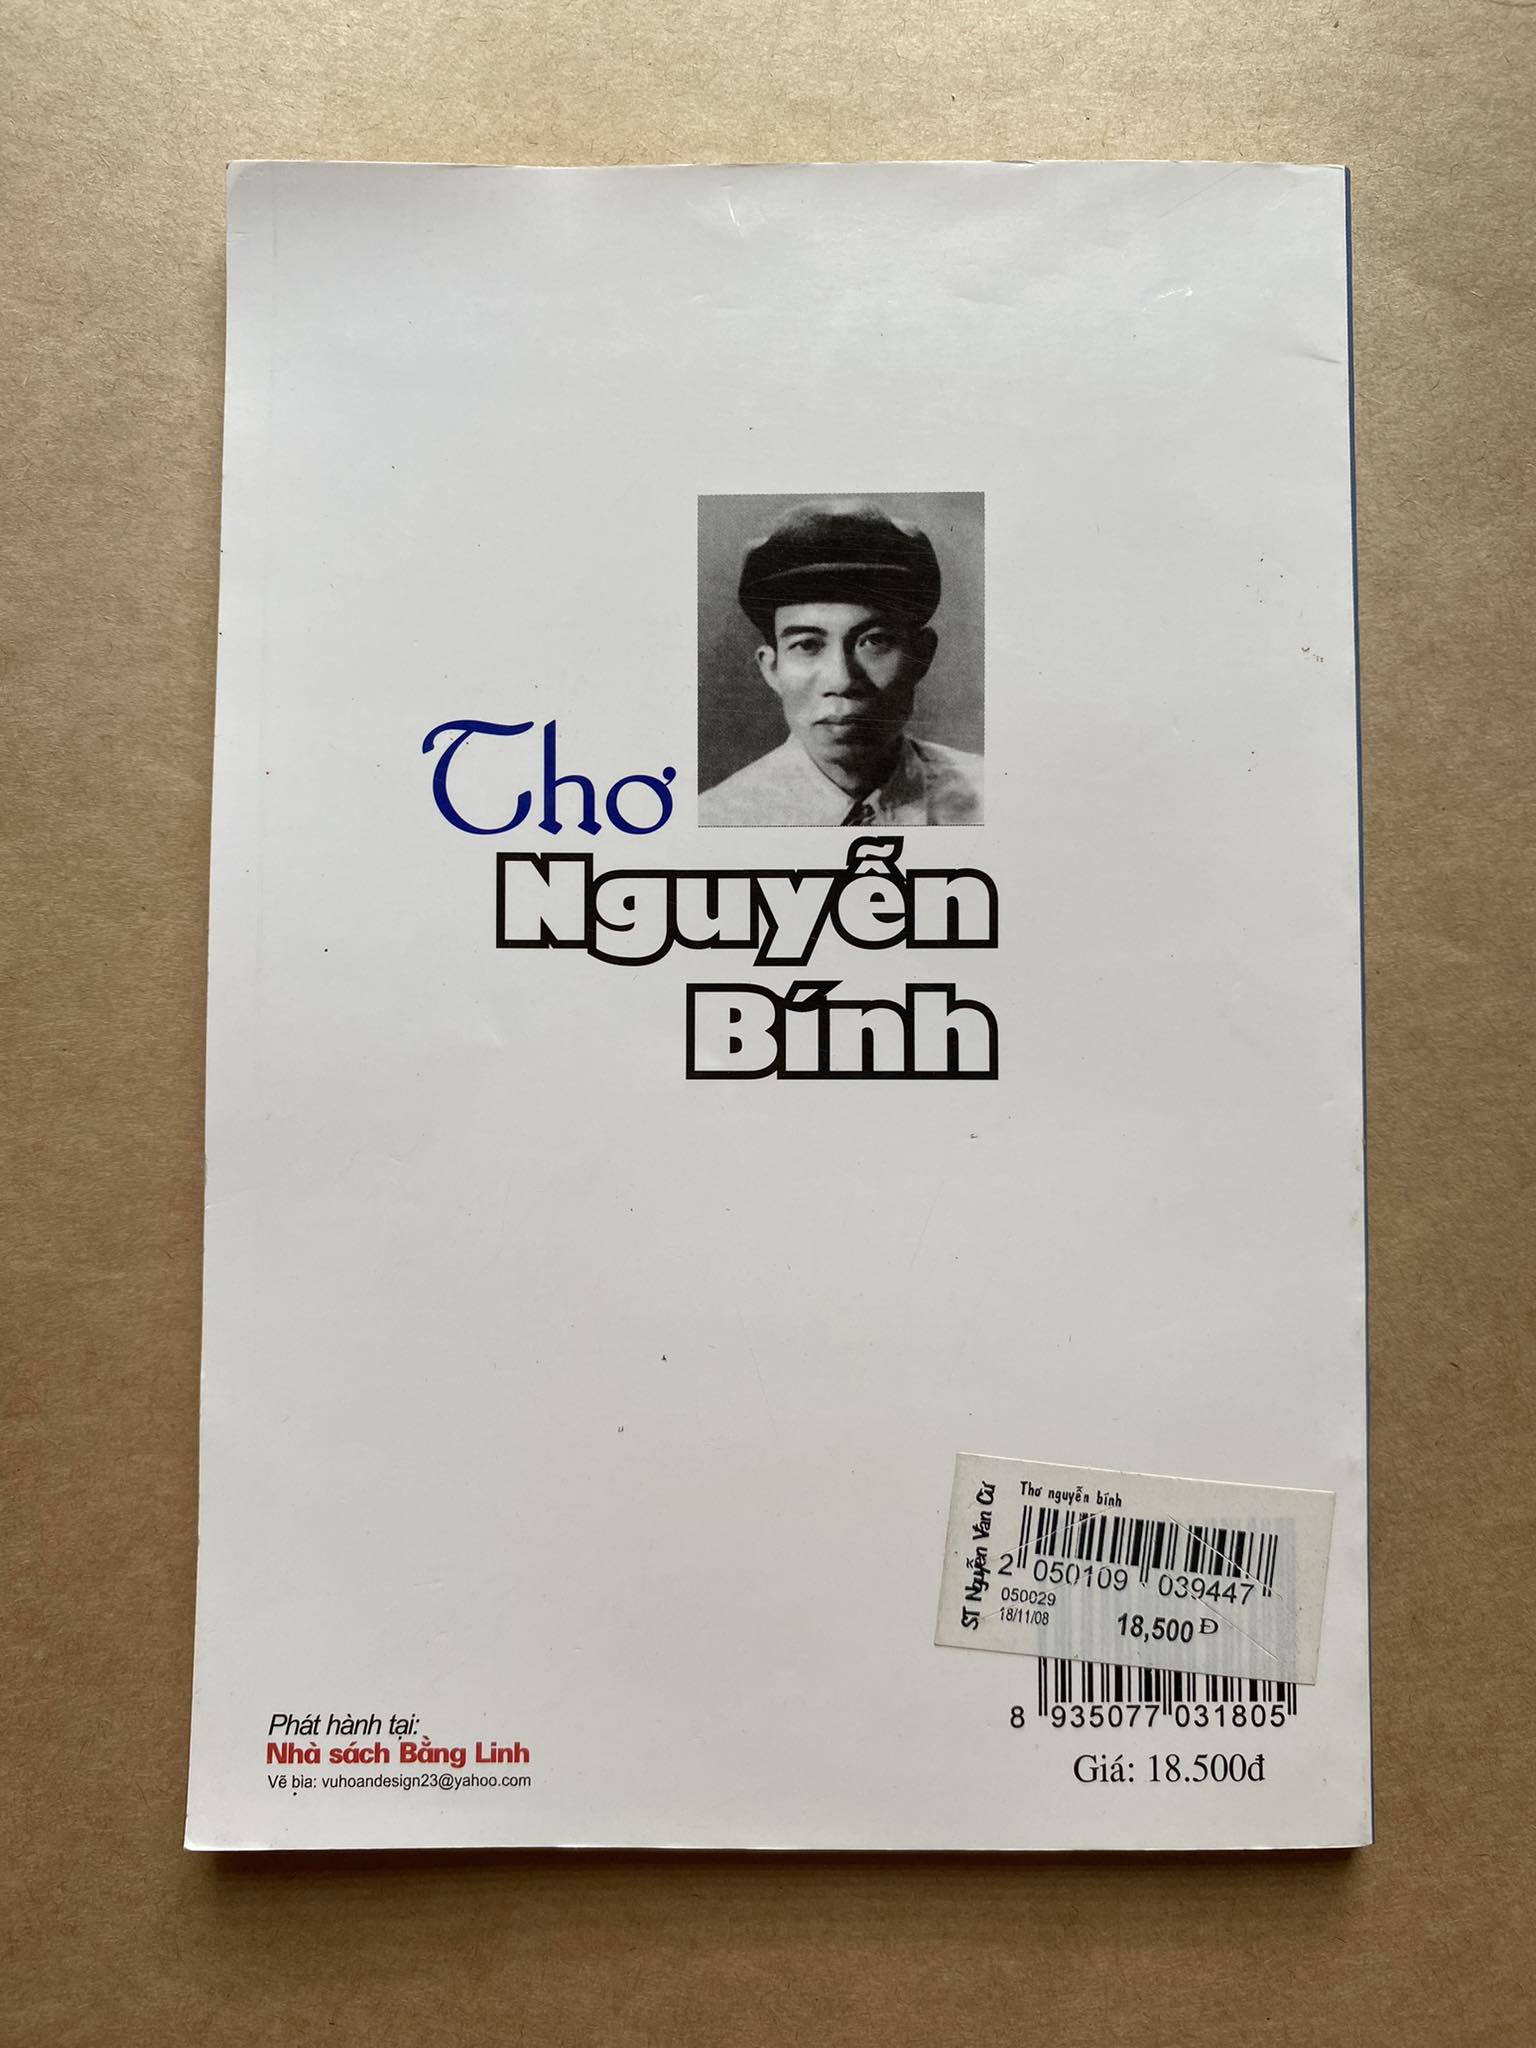 Thơ
Nguyễn
Bính
ST Nguyễn Văn Cừ
Thơ nguyễn bính
2 050109 039447
050029
18/11/08
18,500 Đ
8 935077 031805
Giá: 18.500đ
Phát hành tại:
Nhà sách Bằng Linh
Vẽ bìa: vuhoandesign23@yahoo.com